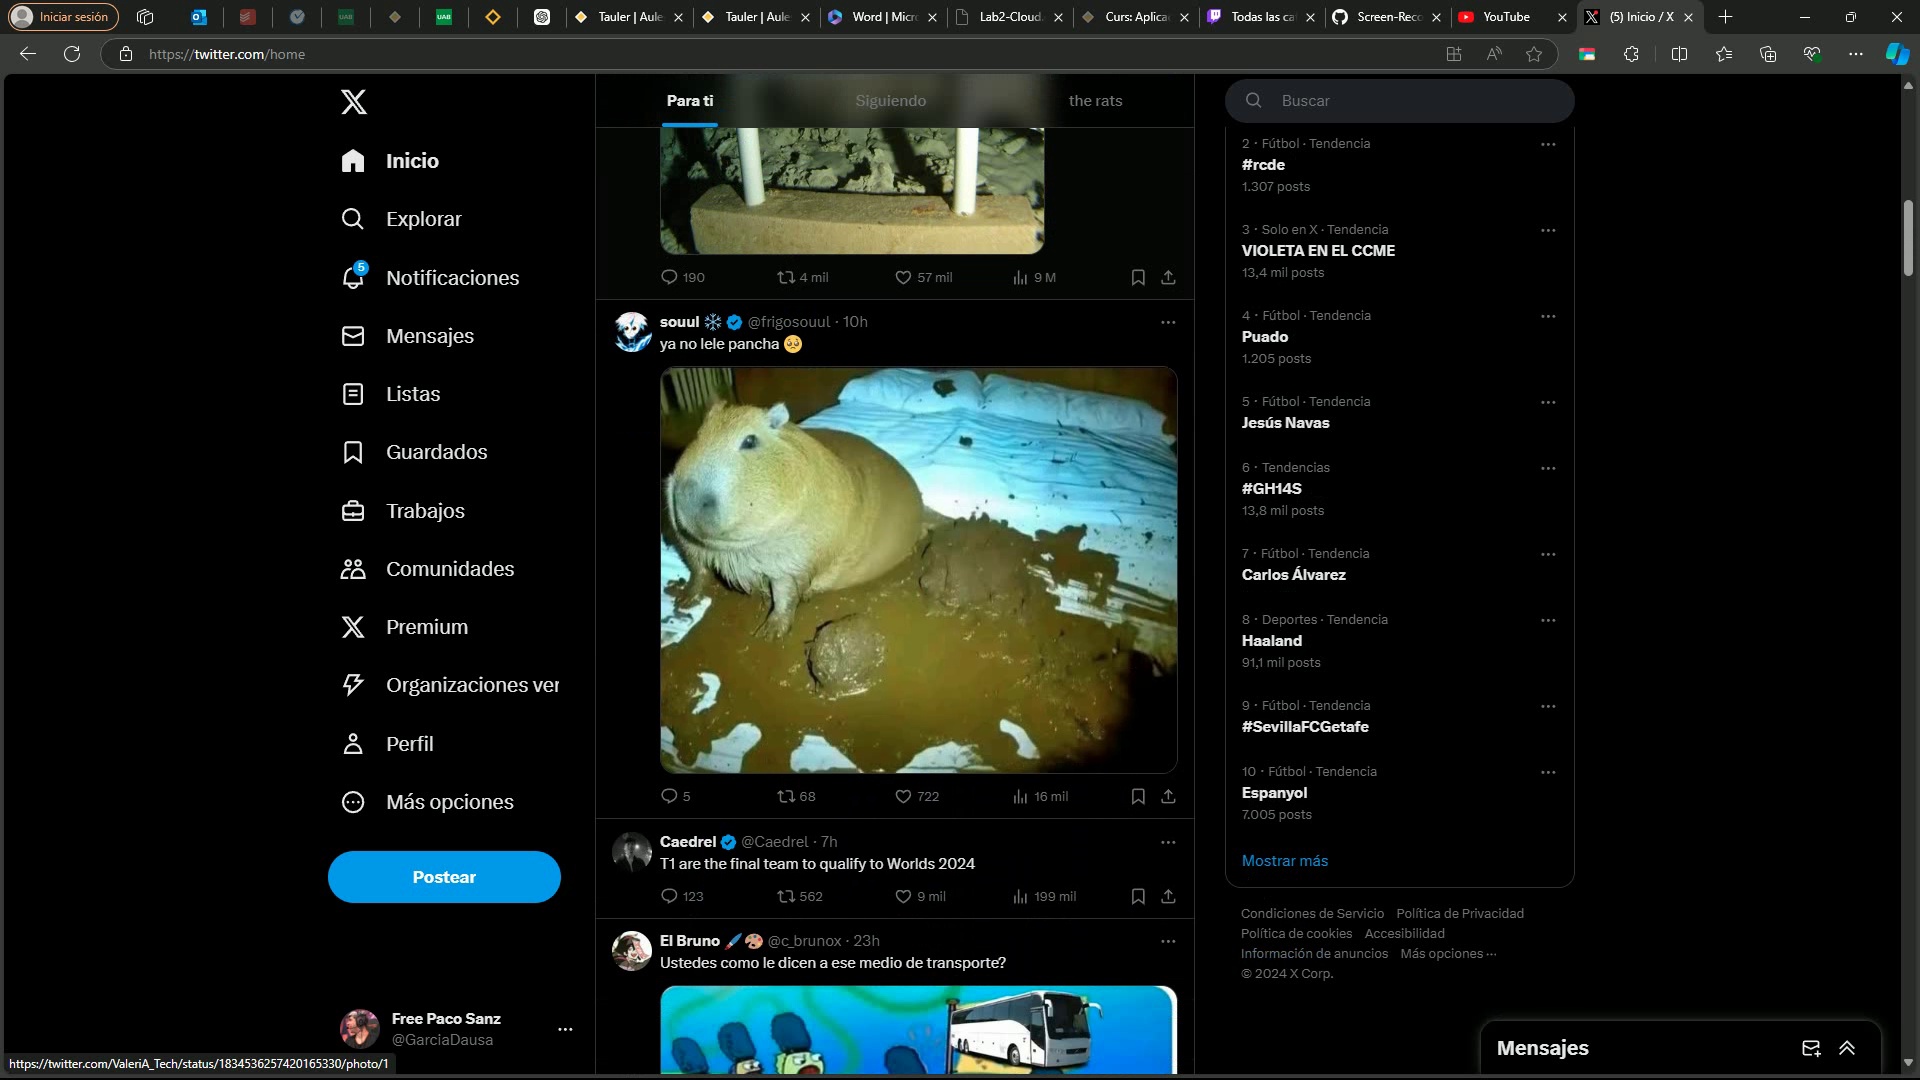 Iniciar sesión
UAB
UAB
Tauler | Aule
Tauler | Aule
Word | Micr
Lab2-Cloud.
Curs: Aplica
Todas las ca
Screen-Reco
YouTube
(5) Inicio / X
https://twitter.com/home
Inicio
Explorar
5
Notificaciones
Mensajes
Listas
Guardados
Trabajos
Comunidades
Premium
Organizaciones ver
Perfil
Más opciones
Postear
Free Paco Sanz
@GarciaDausa
https://twitter.com/ValeriA_Tech/status/1834536257420165330/photo/1
Para ti
Siguiendo
the rats
190
4 mil
57 mil
9 M
souul ❄️ @frigosouul · 10h
ya no lele pancha 🥺
5
68
722
16 mil
Caedrel @Caedrel · 7h
T1 are the final team to qualify to Worlds 2024
123
562
9 mil
199 mil
El Bruno 🖌️🎨 @c_brunox · 23h
Ustedes como le dicen a ese medio de transporte?
Buscar
2 · Fútbol · Tendencia
#rcde
1.307 posts
3 · Solo en X · Tendencia
VIOLETA EN EL CCME
13,4 mil posts
4 · Fútbol · Tendencia
Puado
1.205 posts
5 · Fútbol · Tendencia
Jesús Navas
6 · Tendencias
#GH14S
13,8 mil posts
7 · Fútbol · Tendencia
Carlos Álvarez
8 · Deportes · Tendencia
Haaland
91,1 mil posts
9 · Fútbol · Tendencia
#SevillaFCGetafe
10 · Fútbol · Tendencia
Espanyol
7.005 posts
Mostrar más
Condiciones de Servicio Política de Privacidad
Política de cookies Accesibilidad
Información de anuncios Más opciones ···
© 2024 X Corp.
Mensajes